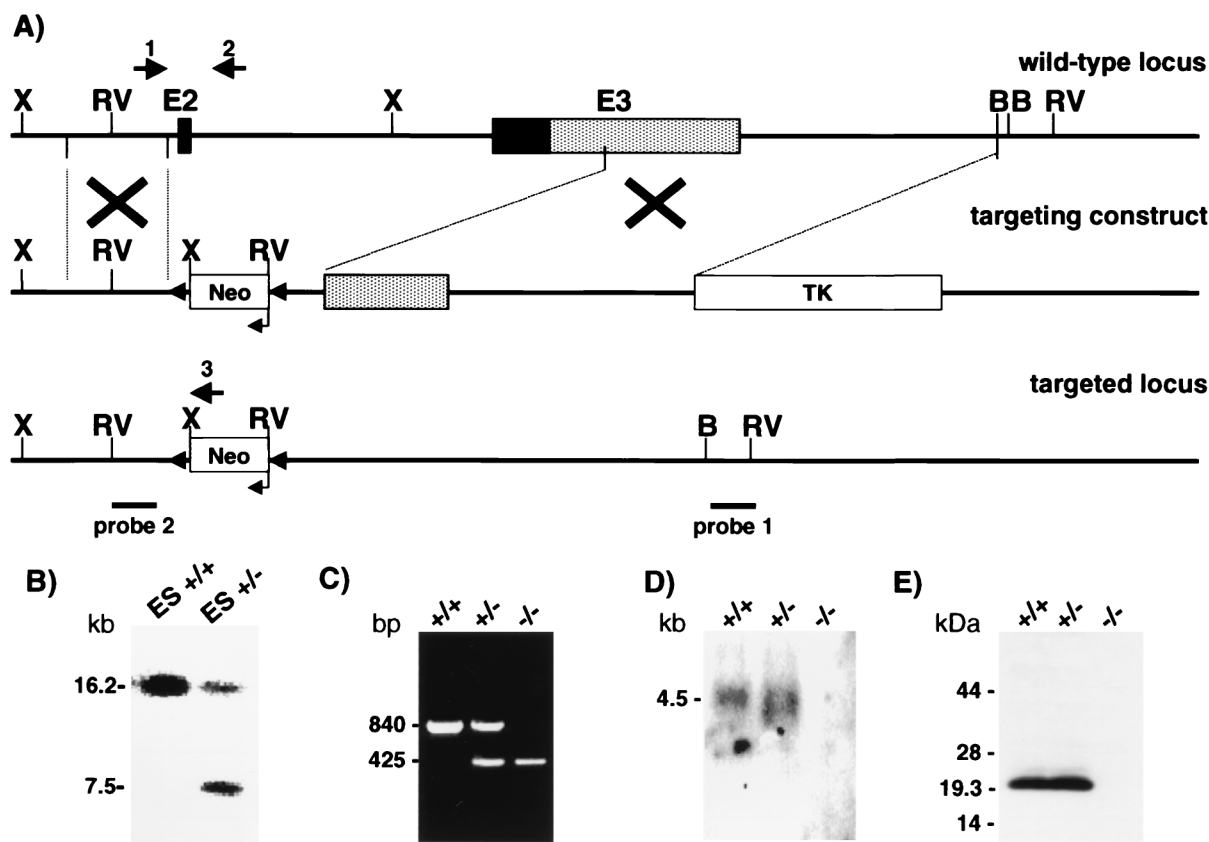 A)
1 2
wild-type locus
X RV E2 X E3 BB RV
targeting construct
X RV X RV
Neo TK
3
targeted locus
X RV X RV B RV
Neo
probe 2 probe 1
B) ES +/+ ES +/-
kb
16.2-
7.5-
C) +/+ +/- -/-
bp
840 -
425 -
D) +/+ +/- -/-
kb
4.5 -
E) +/+ +/- -/-
kDa
44 -
28 -
19.3 -
14 -